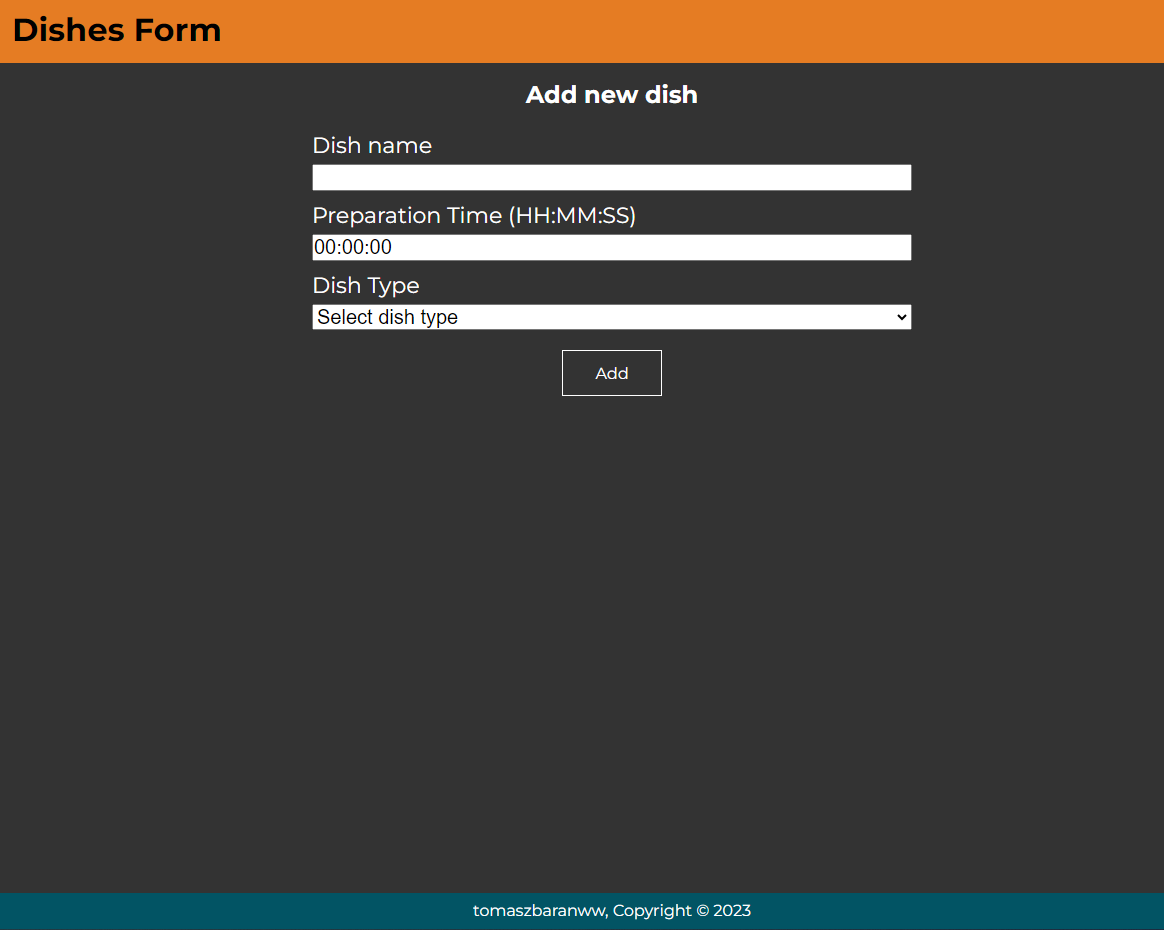 Dishes Form
Add new dish
Dish name
Preparation Time (HH:MM:SS)
00:00:00
Dish Type
Select dish type
Add
tomaszbaranww, Copyright © 2023